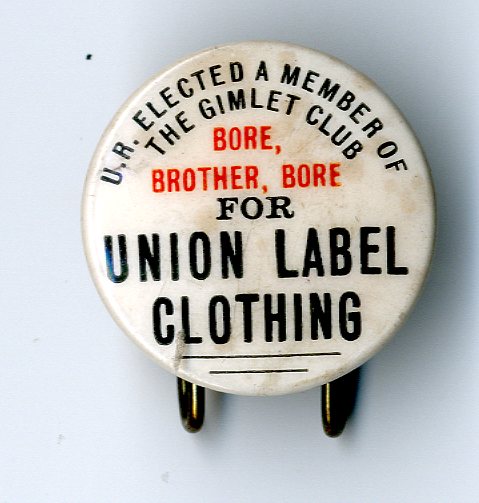 U.R. ELECTED A MEMBER OF
THE GIMLET CLUB
BORE,
BROTHER, BORE
FOR
UNION LABEL
CLOTHING